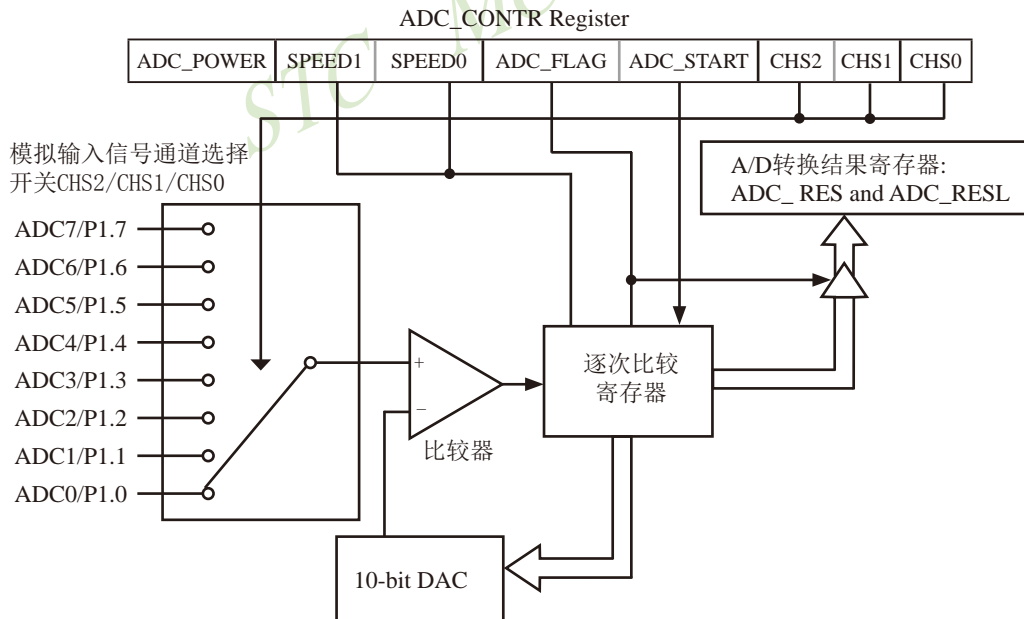 ADC_CONTR Register
ADC_POWER SPEED1 SPEED0 ADC_FLAG ADC_START CHS2 CHS1 CHS0
模拟输入信号通道选择
开关CHS2/CHS1/CHS0
A/D转换结果寄存器:
ADC_ RES and ADC_RESL
ADC7/P1.7
ADC6/P1.6
ADC5/P1.5
ADC4/P1.4
ADC3/P1.3
ADC2/P1.2
ADC1/P1.1
ADC0/P1.0
+
−
比较器
逐次比较
寄存器
10-bit DAC
STC